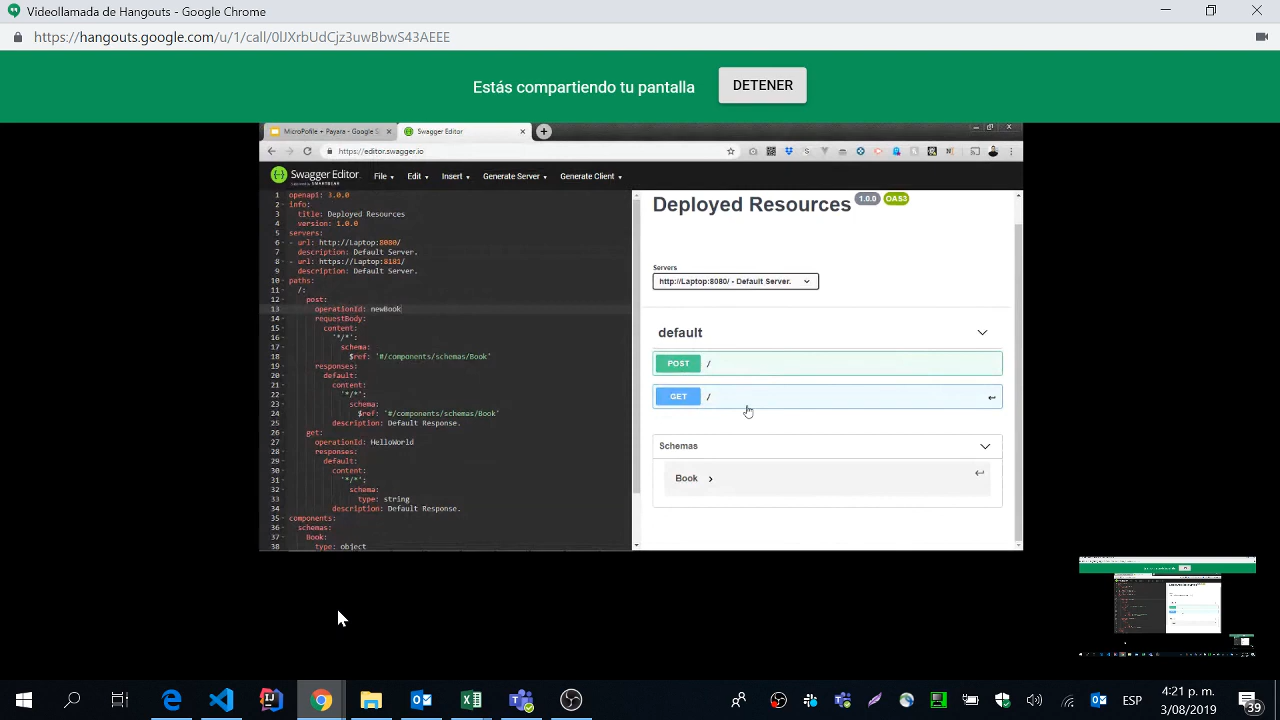 Videollamada de Hangouts - Google Chrome
https://hangouts.google.com/u/1/call/0lJXrbUdCjz3uwBbwS43AEEE
Estás compartiendo tu pantalla
DETENER
MicroPofile + Payara - Google E
Swagger Editor
https://editor.swagger.io
Swagger Editor.
File
Edit
Insert
Generate Server
Generate Client
1 openapi: 3.0.0
2 info:
3 title: Deployed Resources
4 version: 1.0.0
5 servers:
6 - url: http://Laptop:8080/
7 description: Default Server.
8 - url: https://Laptop:8181/
9 description: Default Server.
10 paths:
11 /:
12 post:
13 operationId: newBook
14 requestBody:
15 content:
16 '*/*':
17 schema:
18 $ref: '#/components/schemas/Book'
19 responses:
20 default:
21 content:
22 '*/*':
23 schema:
24 $ref: '#/components/schemas/Book'
25 description: Default Response.
26 get:
27 operationId: HelloWorld
28 responses:
29 default:
30 content:
31 '*/*':
32 schema:
33 type: string
34 description: Default Response.
35 components:
36 schemas:
37 Book:
38 type: object
Deployed Resources
1.0.0
OAS3
Servers
http://Laptop:8080/ - Default Server.
default
POST /
GET /
Schemas
Book
ESP
4:21 p. m.
3/08/2019
39